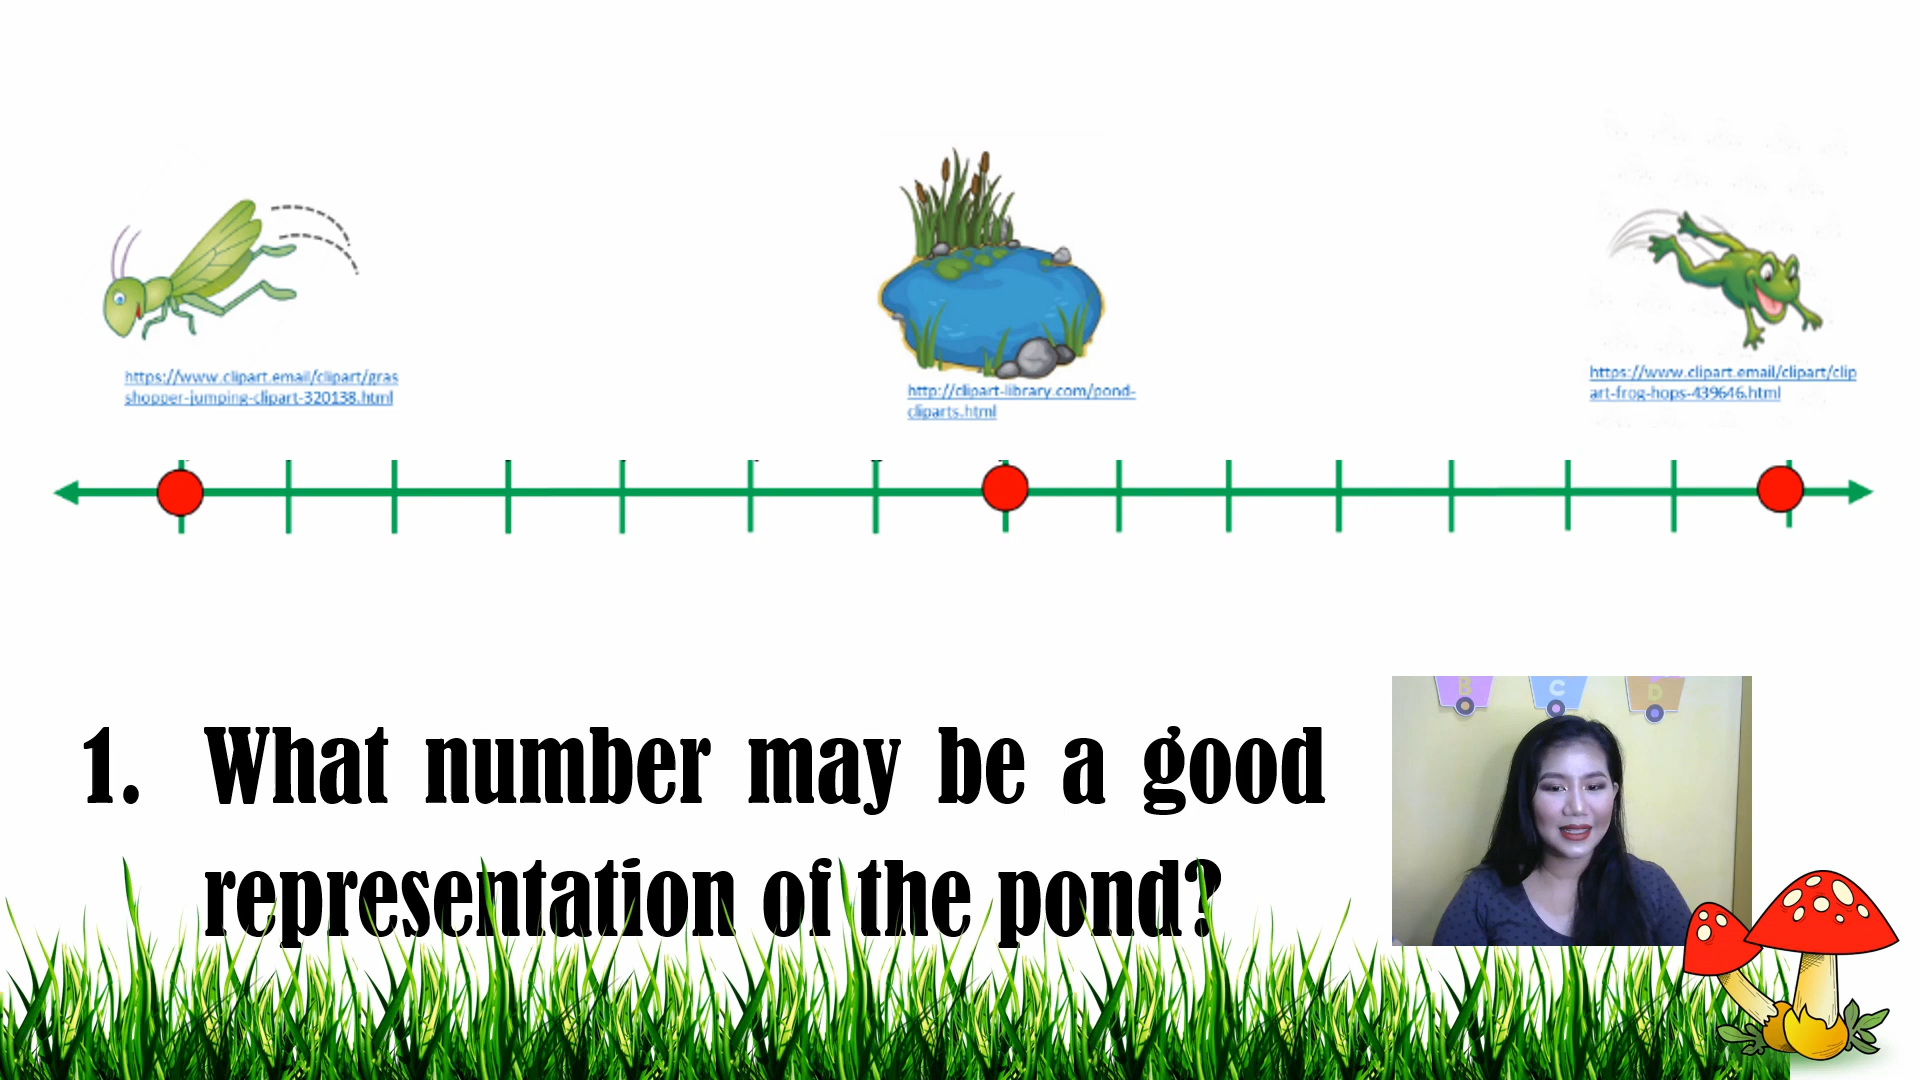 https://www.clipart.email/clipart/gras
shopper-jumping-clipart-320138.html
http://clipart-library.com/pond-
cliparts.html
https://www.clipart.email/clipart/clip
art-frog-hops-439646.html
1. What number may be a good
representation of the pond?
B C D